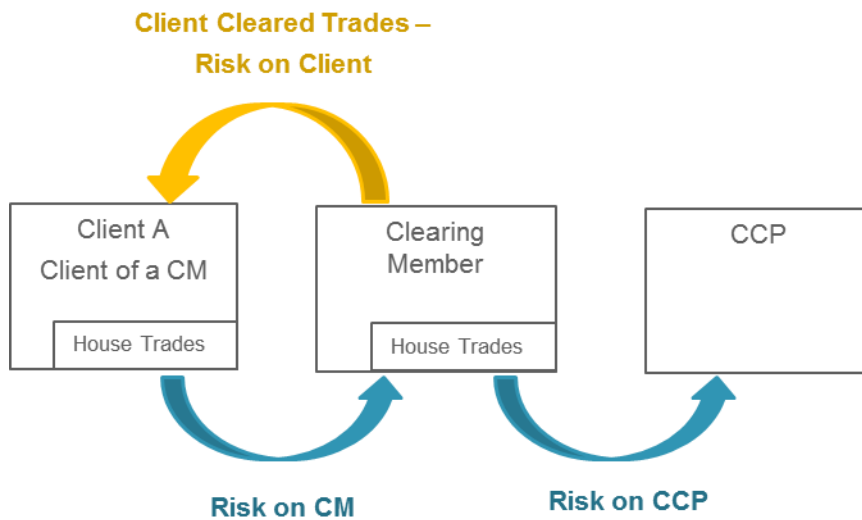 Client Cleared Trades –
Risk on Client
Client A
Client of a CM
House Trades
Clearing
Member
House Trades
CCP
Risk on CM
Risk on CCP